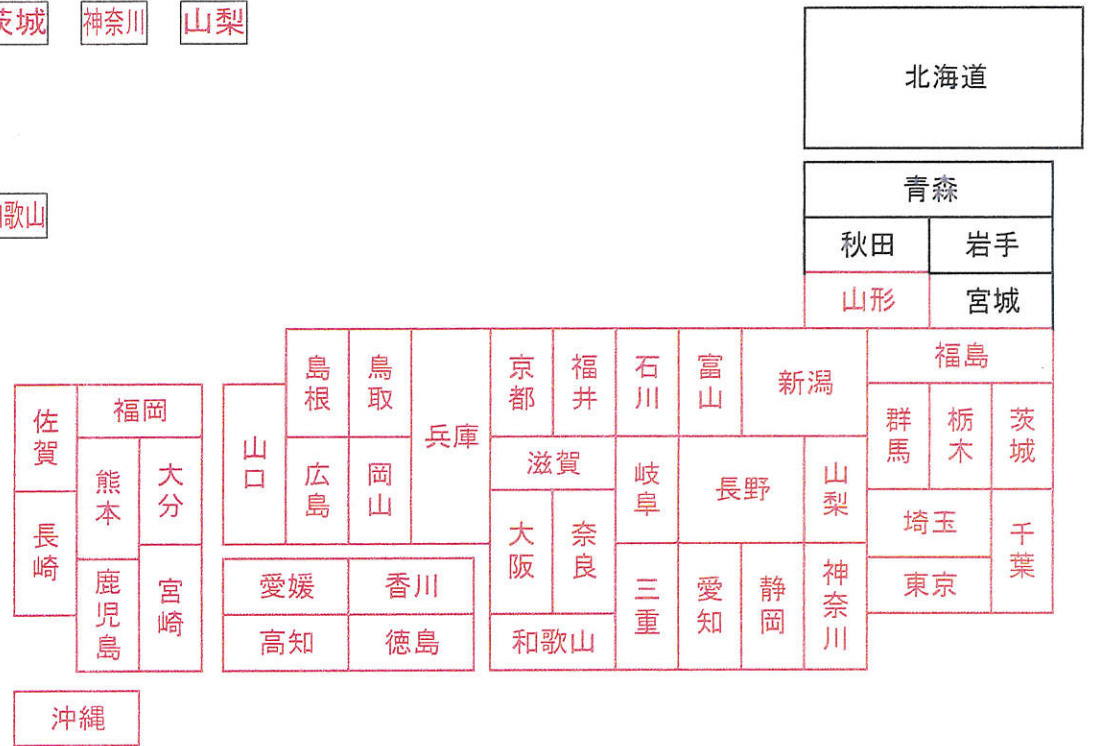 茨城 神奈川 山梨
北海道
和歌山
青森
秋田 岩手
山形 宮城
島根 鳥取 兵庫 京都 福井 石川 富山 新潟 福島
佐賀 福岡 山口 群馬 栃木 茨城
熊本 大分 広島 岡山 滋賀 岐阜 長野 山梨
長崎 大阪 奈良 埼玉 千葉
鹿児島 宮崎 愛媛 香川 三重 愛知 静岡 神奈川 東京
高知 徳島 和歌山
沖縄